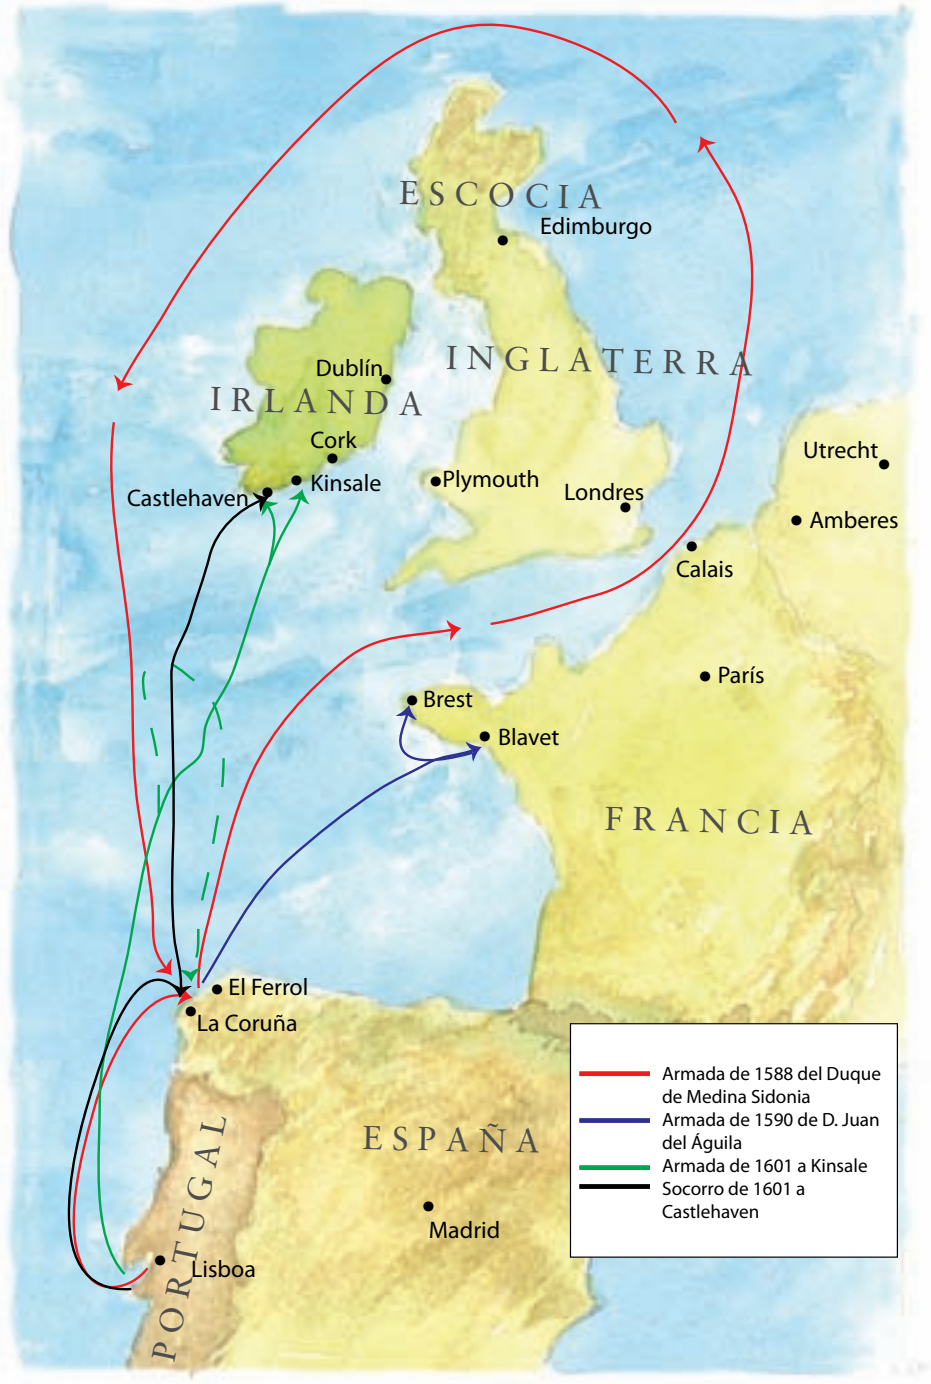 ESCOCIA
Edimburgo
INGLATERRA
Dublín
IRLANDA
Cork
Kinsale
Castlehaven
Plymouth
Londres
Utrecht
Amberes
Calais
París
Brest
Blavet
FRANCIA
El Ferrol
La Coruña
ESPAÑA
Madrid
PORTUGAL
Lisboa
Armada de 1588 del Duque
de Medina Sidonia
Armada de 1590 de D. Juan
del Águila
Armada de 1601 a Kinsale
Socorro de 1601 a
Castlehaven